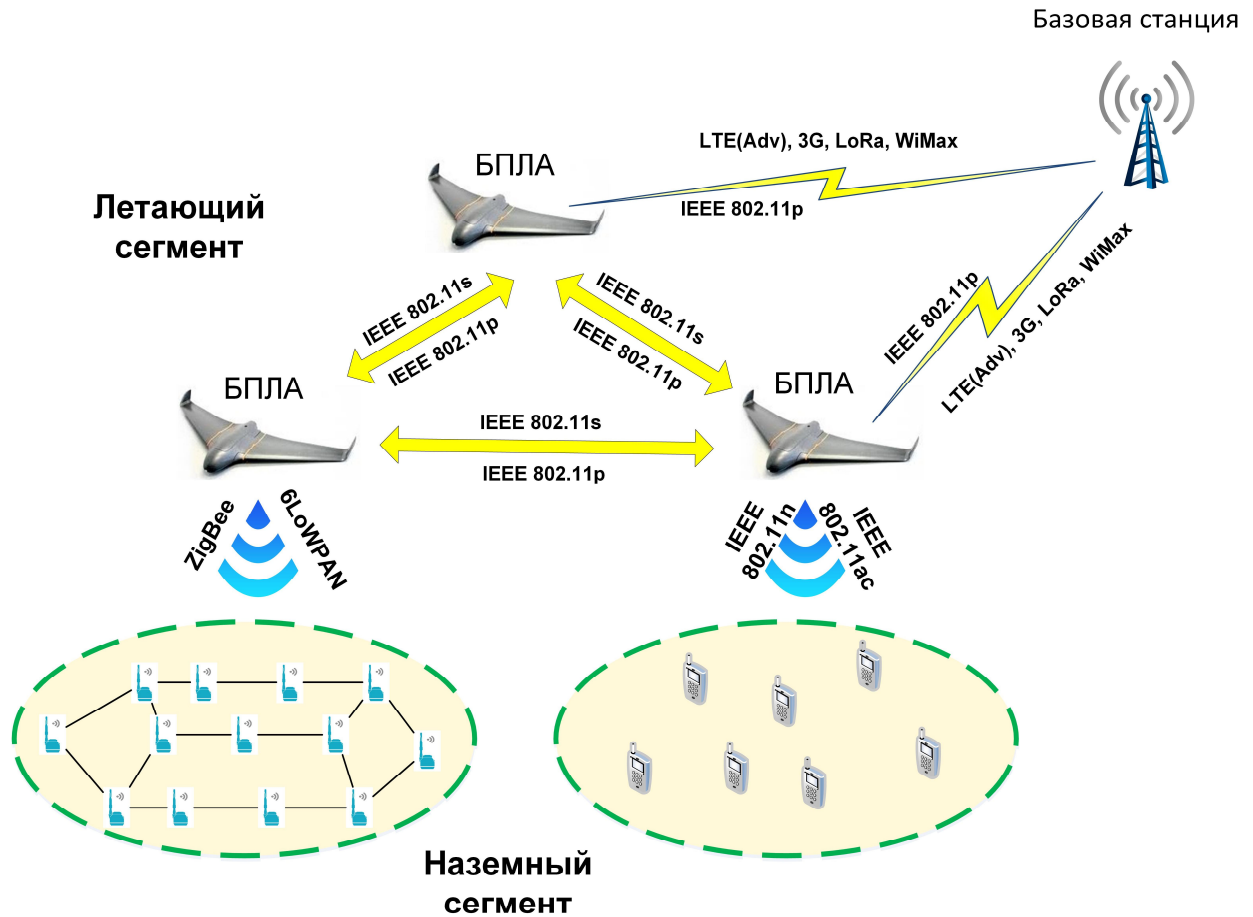 Базовая станция
LTE(Adv), 3G, LoRa, WiMax
БПЛА
IEEE 802.11p
Летающий
сегмент
IEEE 802.11s
IEEE 802.11p
IEEE 802.11s
IEEE 802.11p
IEEE 802.11p
LTE(Adv), 3G, LoRa, WiMax
БПЛА
БПЛА
IEEE 802.11s
IEEE 802.11p
ZigBee
6LoWPAN
IEEE
802.11n
IEEE
802.11ac
Наземный
сегмент